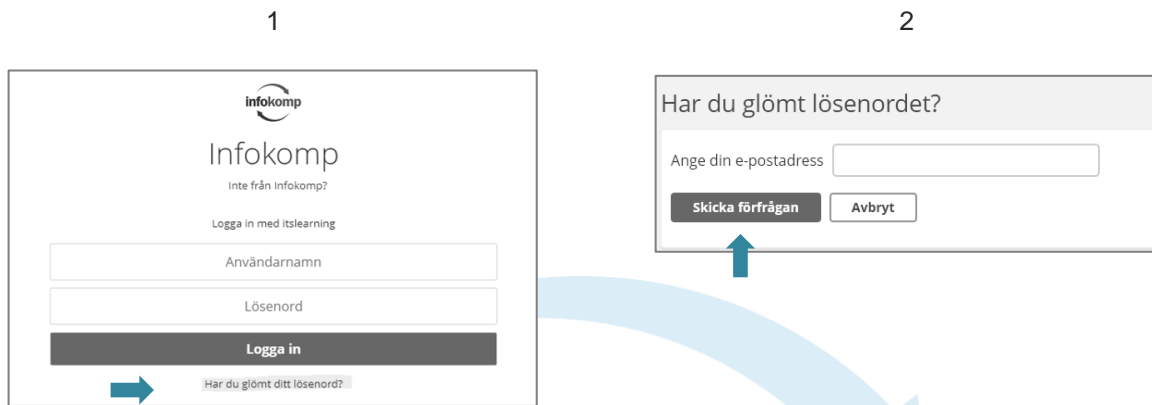 1
infokomp
Infokomp
Inte från Infokomp?
Logga in med itslearning
Användarnamn
Lösenord
Logga in
Har du glömt ditt lösenord?
2
Har du glömt lösenordet?
Ange din e-postadress
Skicka förfrågan Avbryt